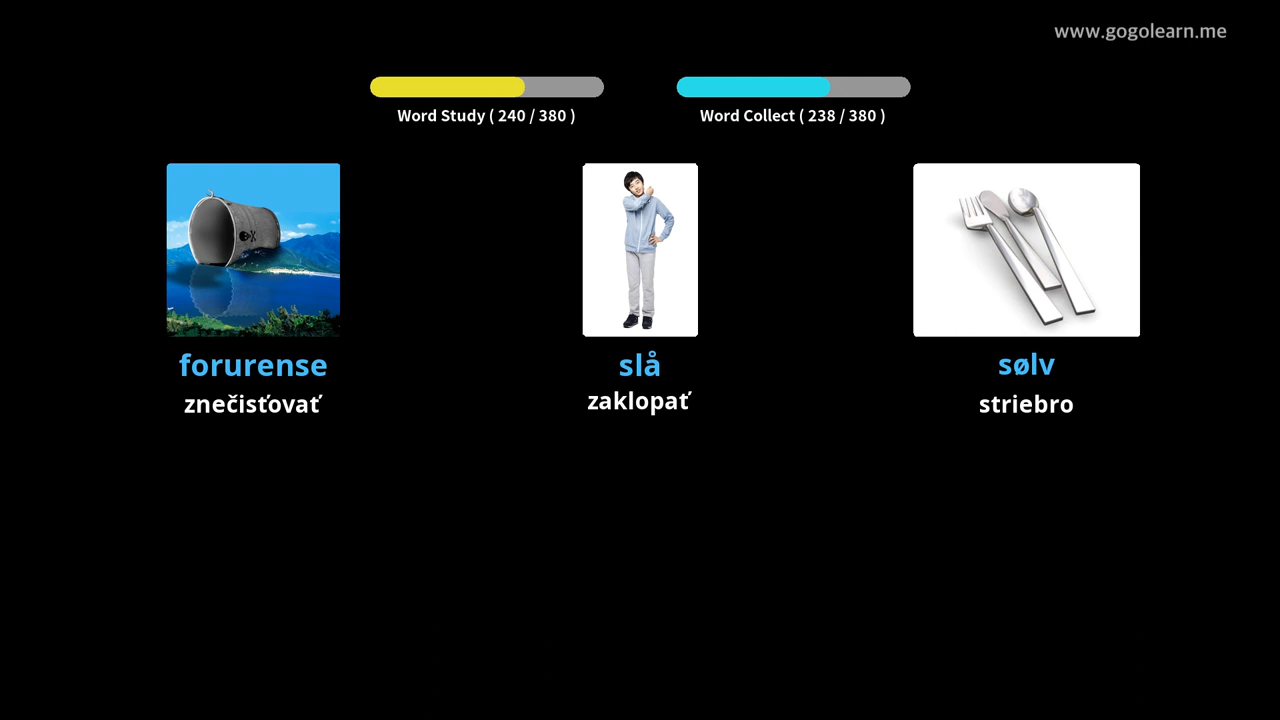 www.gogolearn.me
Word Study ( 240 / 380 )
Word Collect ( 238 / 380 )
forurense
slå
sølv
znečisťovať
zaklopať
striebro